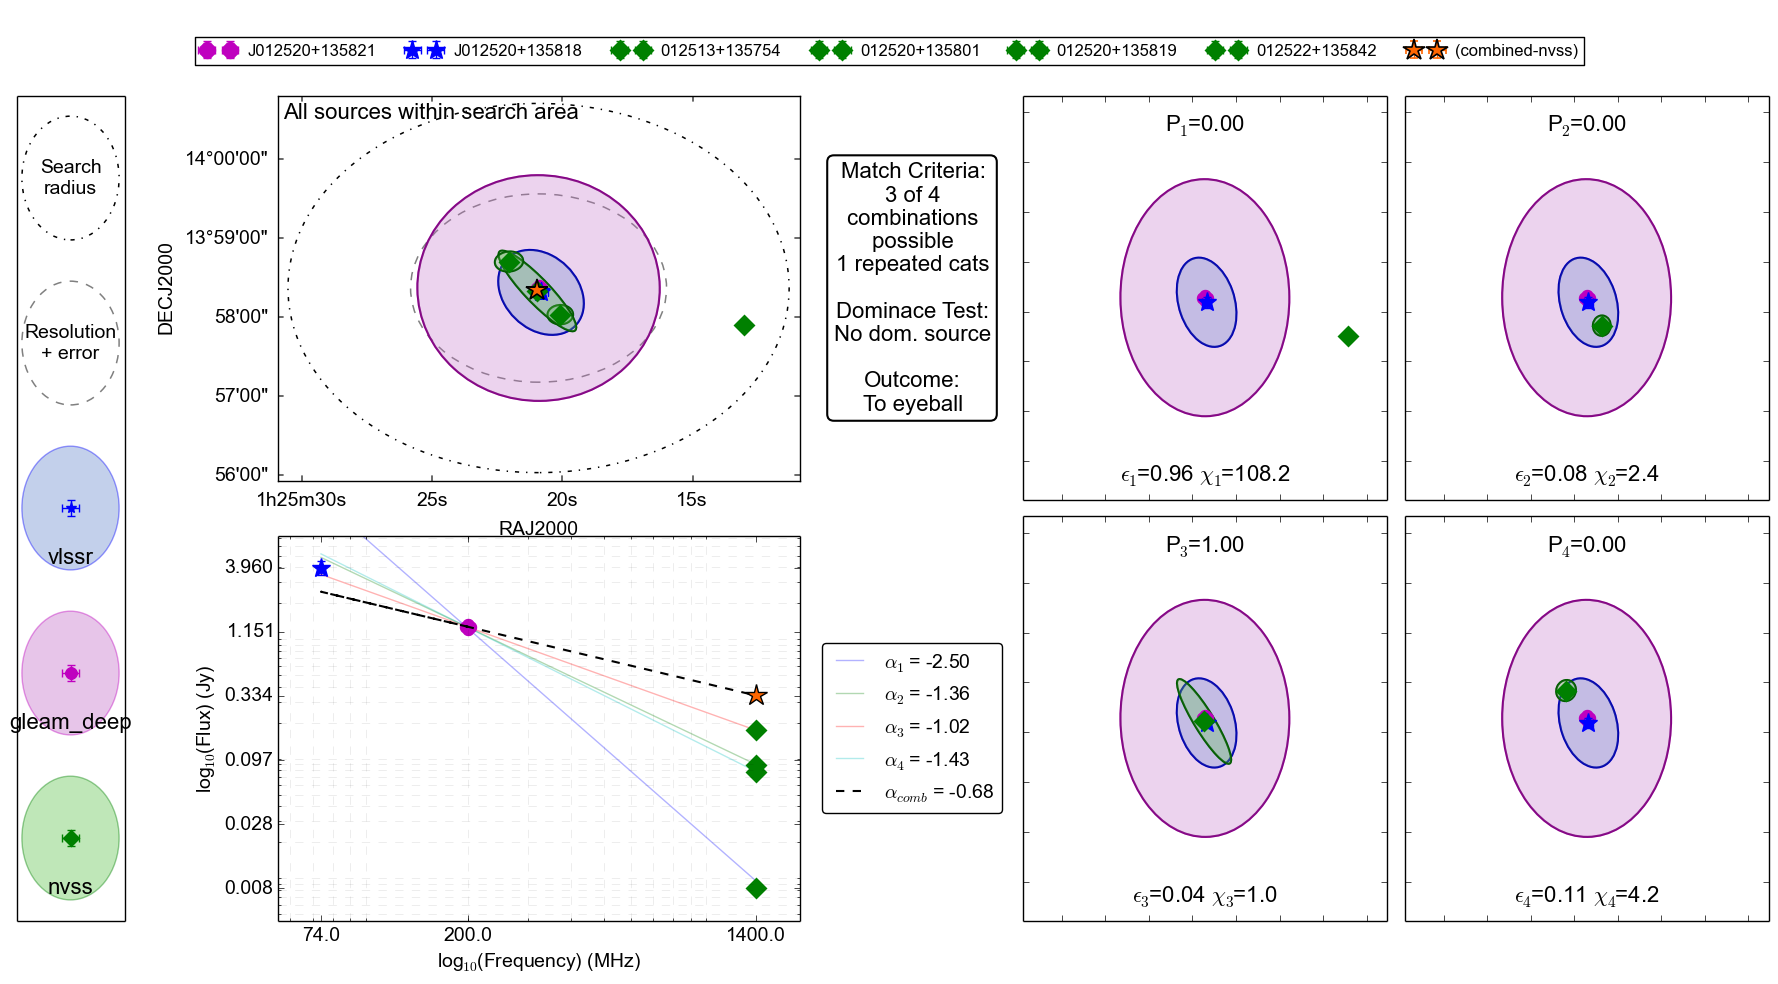 J012520+135821 J012520+135818 012513+135754 012520+135801 012520+135819 012522+135842 (combined-nvss)
Search
radius
Resolution
+ error
vlssr
gleam_deep
nvss
All sources within search area
DECJ2000
14°00'00"
13°59'00"
58'00"
57'00"
56'00"
1h25m30s 25s 20s 15s
RAJ2000
Match Criteria:
3 of 4
combinations
possible
1 repeated cats
Dominace Test:
No dom. source
Outcome:
To eyeball
P₁=0.00
ϵ₁=0.96 χ₁=108.2
P₂=0.00
ϵ₂=0.08 χ₂=2.4
log₁₀(Flux) (Jy)
3.960
1.151
0.334
0.097
0.028
0.008
74.0 200.0 1400.0
log₁₀(Frequency) (MHz)
α₁ = -2.50
α₂ = -1.36
α₃ = -1.02
α₄ = -1.43
α_comb = -0.68
P₃=1.00
ϵ₃=0.04 χ₃=1.0
P₄=0.00
ϵ₄=0.11 χ₄=4.2